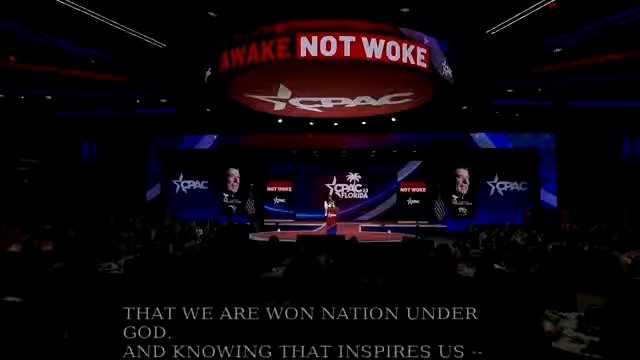 AWAKE NOT WOKE
CPAC
CPAC
NOT WOKE
CPAC 22
FLORIDA
NOT WOKE
CPAC
THAT WE ARE WON NATION UNDER
GOD.
AND KNOWING THAT INSPIRES US --